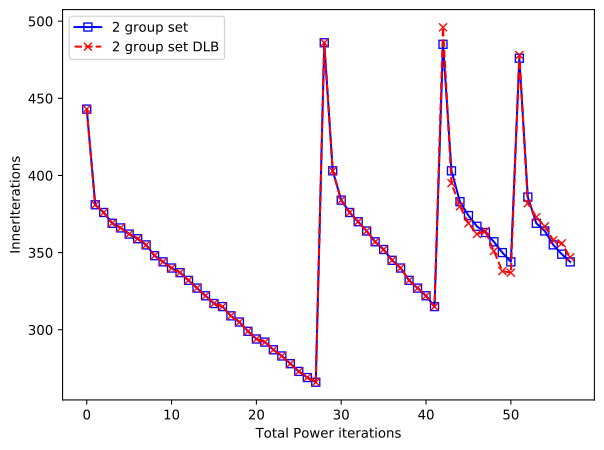 2 group set
2 group set DLB
500
450
400
350
300
InnerIterations
0 10 20 30 40 50
Total Power iterations